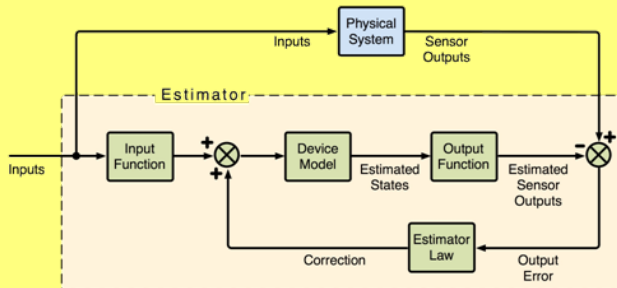 Physical
System
Inputs
Sensor
Outputs
Estimator
Inputs
Input
Function
+
+
Device
Model
Estimated
States
Output
Function
Estimated
Sensor
Outputs
-
+
Correction
Estimator
Law
Output
Error